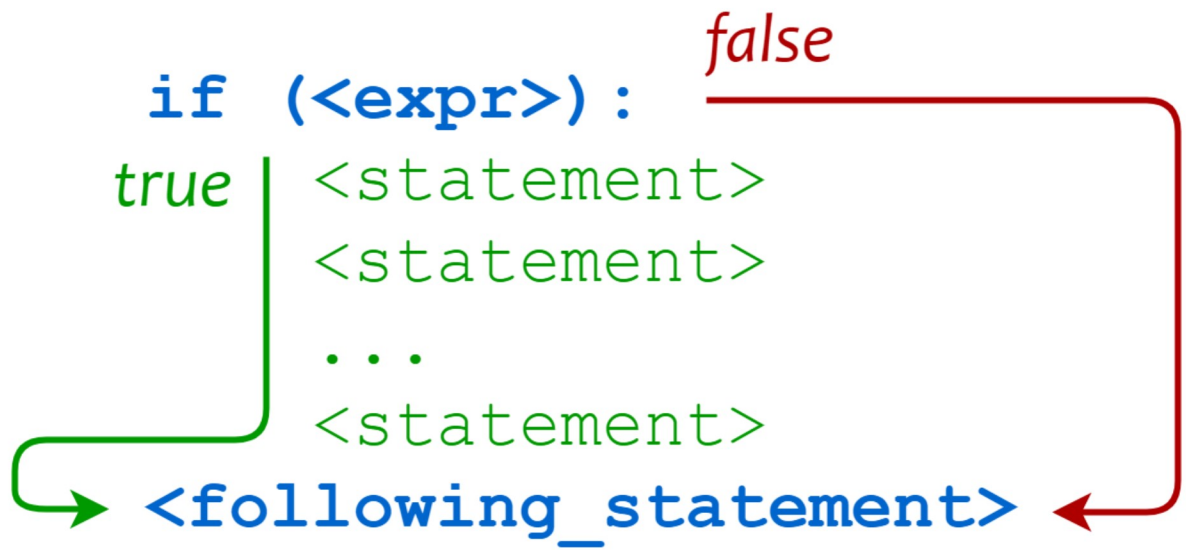 false
if (<expr>):
true
<statement>
<statement>
...
<statement>
<following_statement>